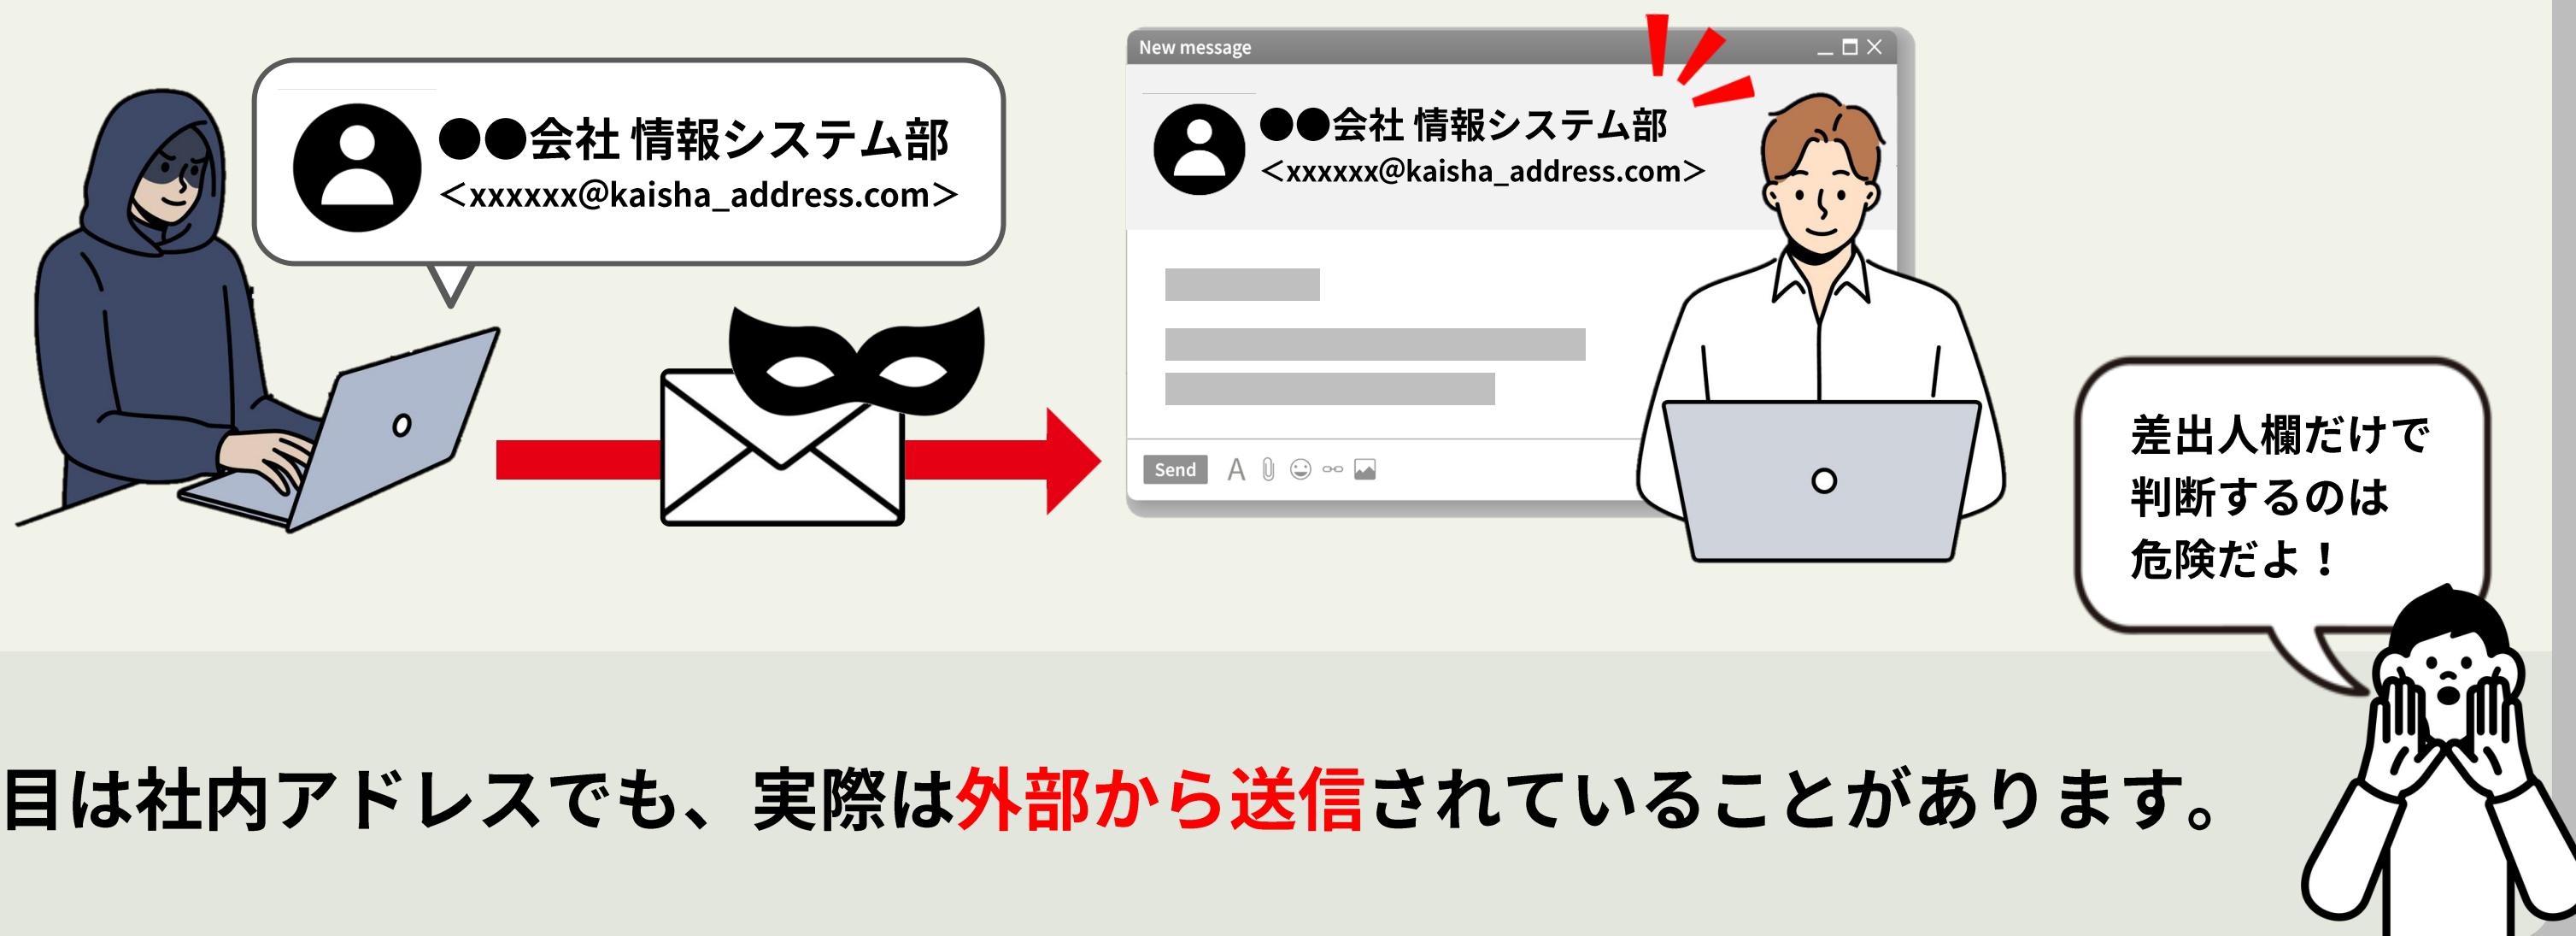 ●●会社 情報システム部
<xxxxxx@kaisha_address.com>
New message
●●会社 情報システム部
<xxxxxx@kaisha_address.com>
Send
差出人欄だけで
判断するのは
危険だよ！
目は社内アドレスでも、実際は外部から送信されていることがあります。